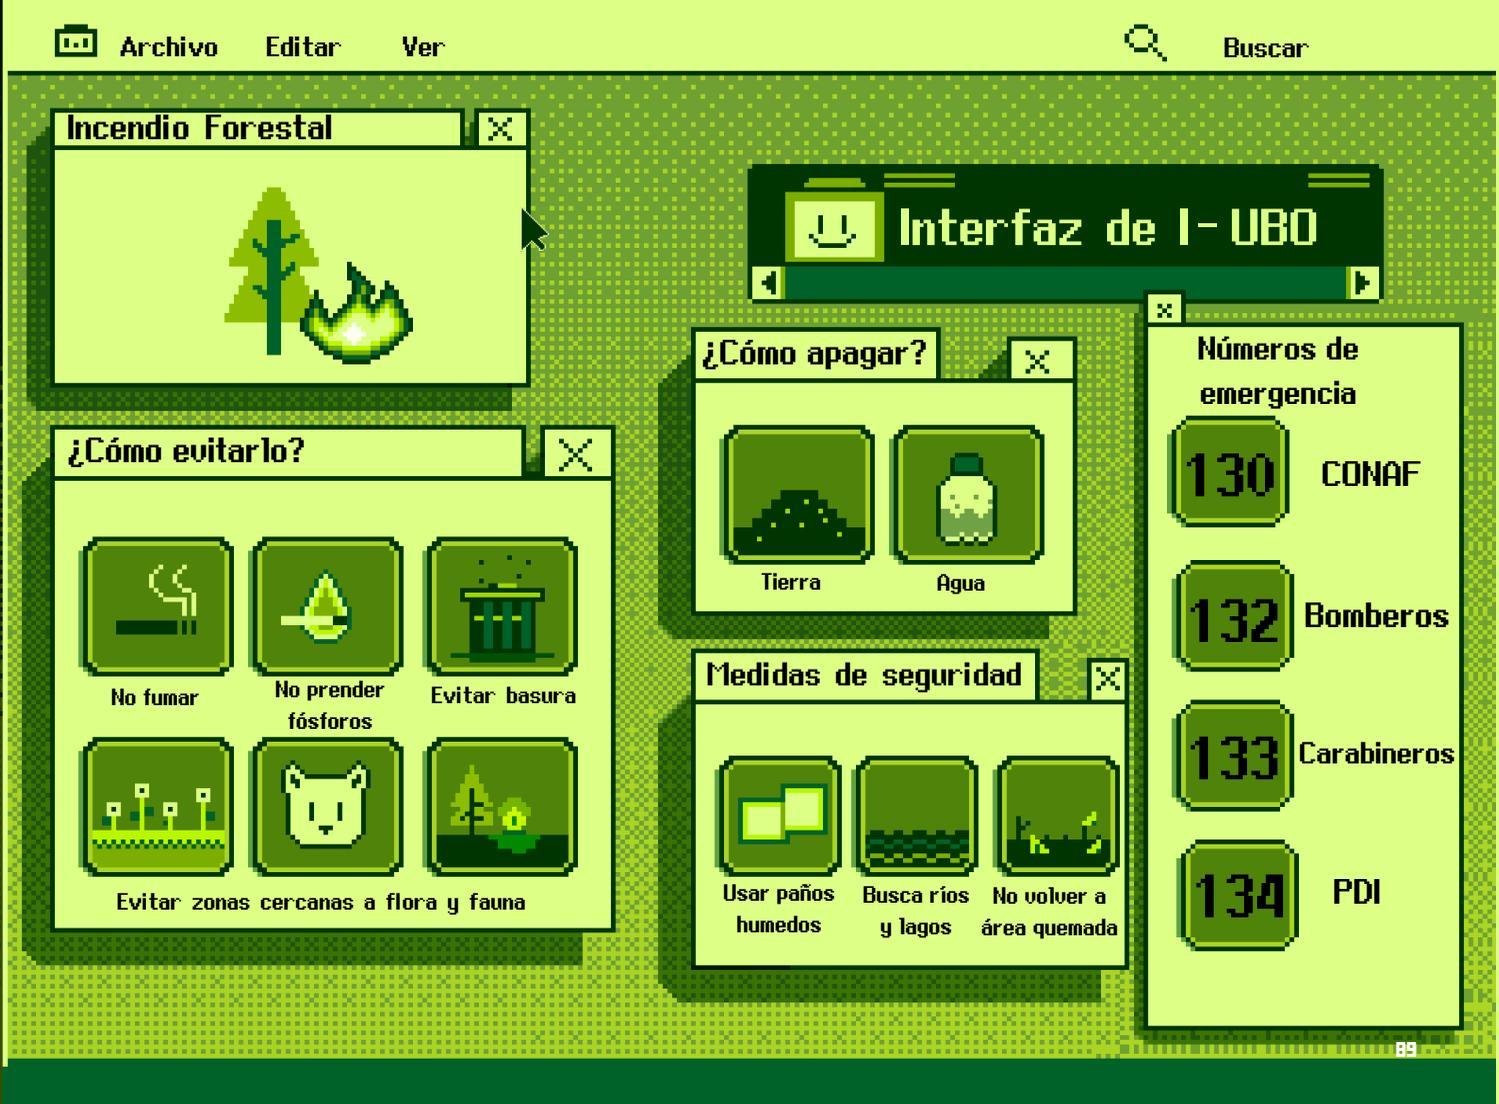 Archivo Editar Ver Buscar
Incendio Forestal
Interfaz de I-UBO
¿Cómo evitarlo?
No fumar
No prender
fósforos
Evitar basura
Evitar zonas cercanas a flora y fauna
¿Cómo apagar?
Tierra
Agua
Medidas de seguridad
Usar paños
humedos
Busca ríos
y lagos
No volver a
área quemada
Números de
emergencia
130 CONAF
132 Bomberos
133 Carabineros
134 PDI
89